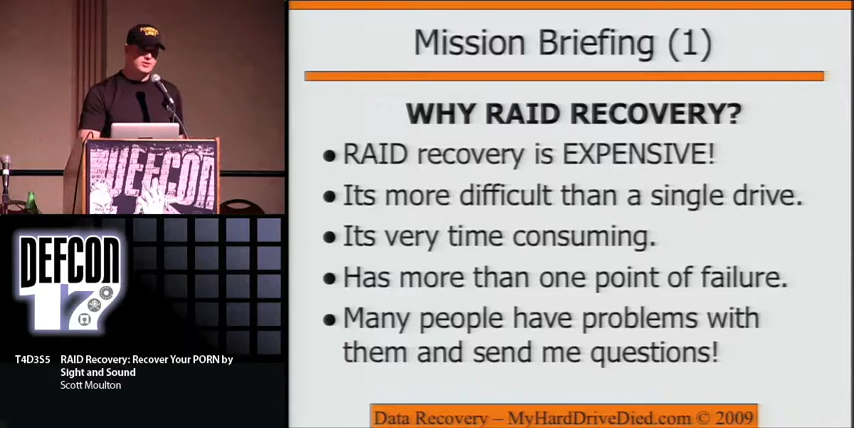 DEFCON
DEFCON
17
T4D3S5 RAID Recovery: Recover Your PORN by
Sight and Sound
Scott Moulton
Mission Briefing (1)
WHY RAID RECOVERY?
• RAID recovery is EXPENSIVE!
• Its more difficult than a single drive.
• Its very time consuming.
• Has more than one point of failure.
• Many people have problems with
them and send me questions!
Data Recovery – MyHardDriveDied.com © 2009